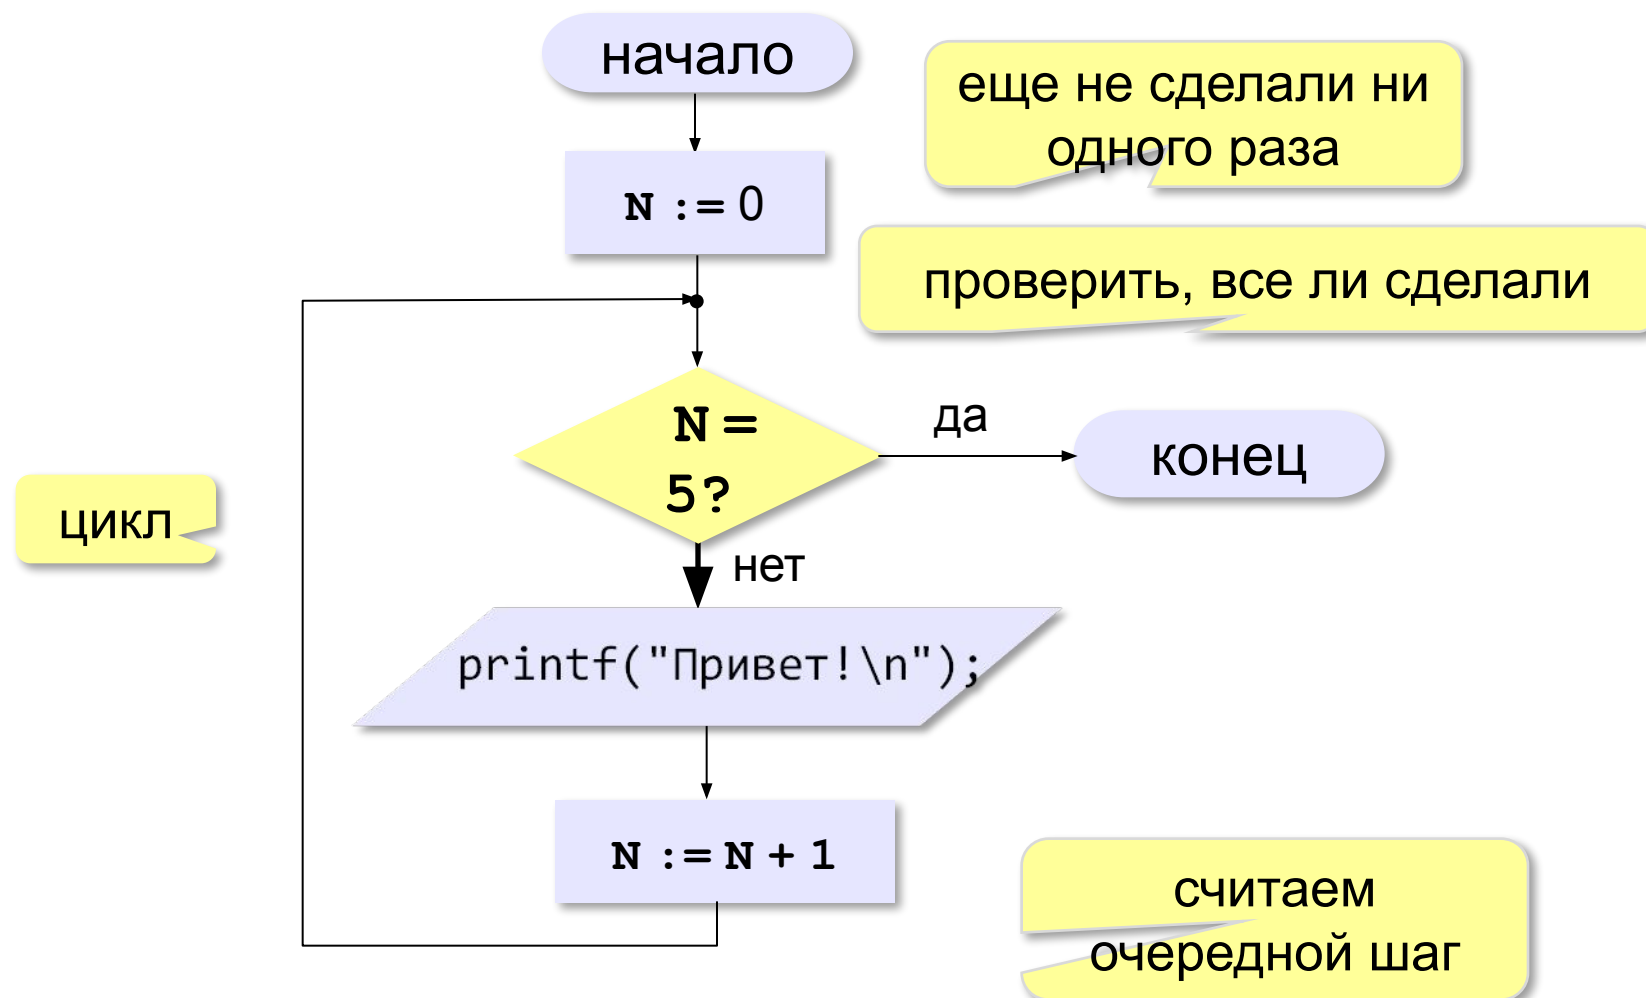 начало
еще не сделали ни
одного раза
N := 0
проверить, все ли сделали
N =
5?
да
конец
цикл
нет
printf("Привет!\n");
N := N + 1
считаем
очередной шаг